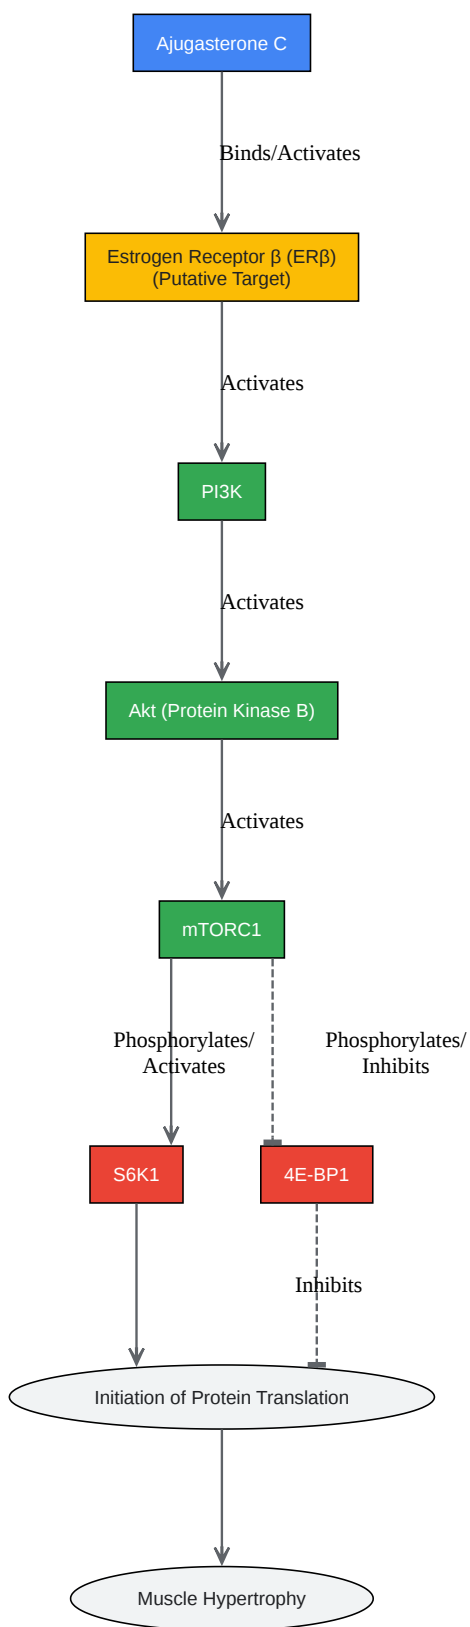 Ajugasterone C
Binds/Activates
Estrogen Receptor β (ERβ)
(Putative Target)
Activates
PI3K
Activates
Akt (Protein Kinase B)
Activates
mTORC1
Phosphorylates/
Activates
Phosphorylates/
Inhibits
S6K1
4E-BP1
Inhibits
Initiation of Protein Translation
Muscle Hypertrophy